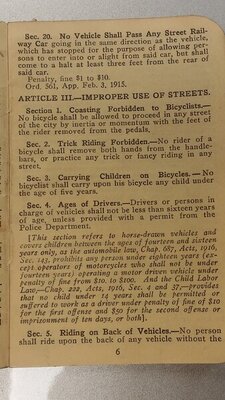 Sec. 20. No Vehicle Shall Pass Any Street Rail-
way Car going in the same direction as the vehicle,
which has stopped for the purpose of allowing per-
sons to enter into or alight from said car, but shall
come to a halt at least three feet from the rear of
said car.
Penalty, fine $1 to $10.
Ord. 561, App. Feb. 3, 1915.
ARTICLE III.—IMPROPER USE OF STREETS.
Section 1. Coasting Forbidden to Bicyclists.—
No bicycle shall be allowed to proceed in any street
of the city by inertia or momentum with the feet of
the rider removed from the pedals.
Sec. 2. Trick Riding Forbidden.—No rider of a
bicycle shall remove both hands from the handle-
bars, or practice any trick or fancy riding in any
street.
Sec. 3. Carrying Children on Bicycles.—No
bicyclist shall carry upon his bicycle any child under
the age of five years.
Sec. 4. Ages of Drivers.—Drivers or persons in
charge of vehicles shall not be less than sixteen years
of age, unless provided with a permit from the
Police Department.
[This section refers to horse-drawn vehicles and
covers children between the ages of fourteen and sixteen
years only, as the automobile law, Chap. 687, Acts, 1916,
Sec. 143, prohibits any person under eighteen years (ex-
cept operators of motorcycles who shall not be under
fourteen years) operating a motor driven vehicle under
penalty of fine from $10. to $100. And the Child Labor
Law,—Chap. 222, Acts, 1916, Sec. 4 and 37,—provides
that no child under 14 years shall be permitted or
suffered to work as a driver under penalty of fine of $10
for the first offense and $50 for the second offense or
imprisonment of ten days, or both].
Sec. 5. Riding on Back of Vehicles.—No person
shall ride upon the back of any vehicle without the
6